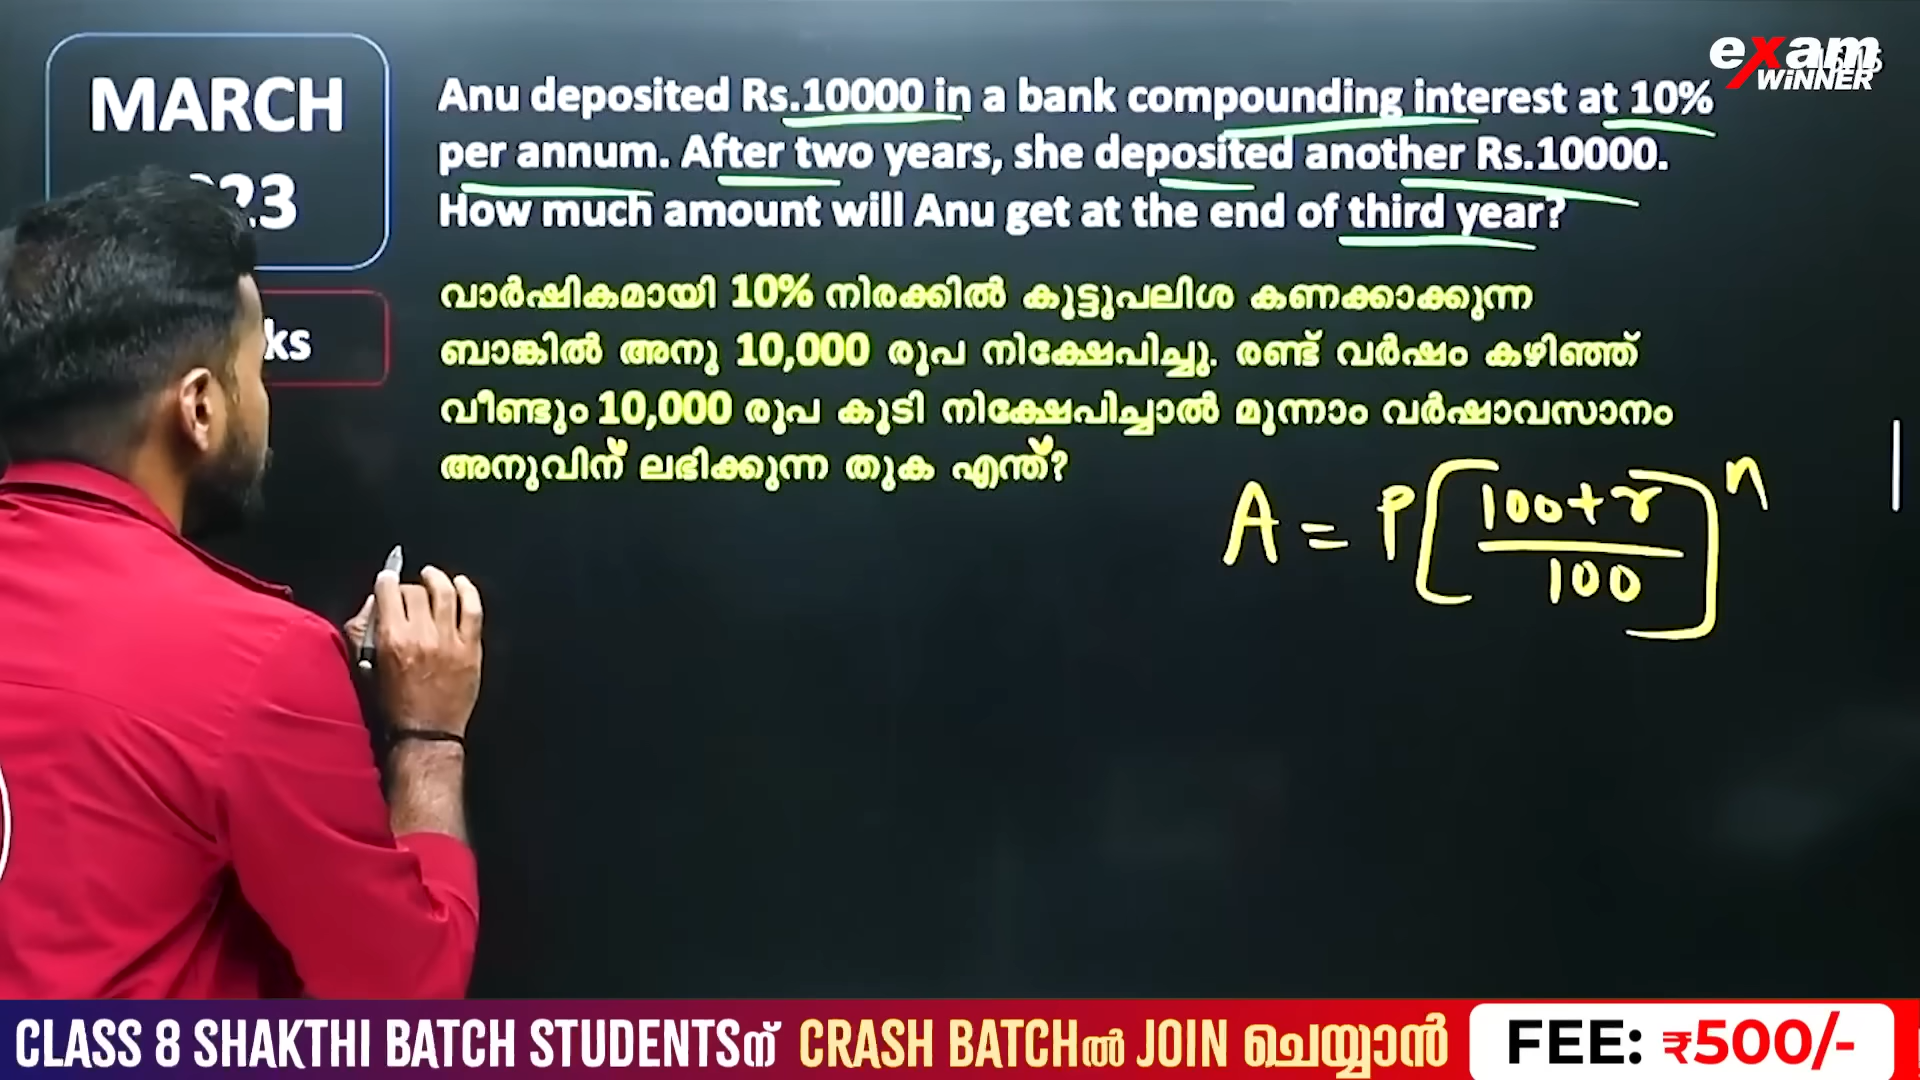 MARCH
23
ks
exam
WiNNER
Anu deposited Rs.10000 in a bank compounding interest at 10%
per annum. After two years, she deposited another Rs.10000.
How much amount will Anu get at the end of third year?
വാർഷികമായി 10% നിരക്കിൽ കൂട്ടുപലിശ കണക്കാക്കുന്ന
ബാങ്കിൽ അനു 10,000 രൂപ നിക്ഷേപിച്ചു. രണ്ട് വർഷം കഴിഞ്ഞ്
വീണ്ടും 10,000 രൂപ കൂടി നിക്ഷേപിച്ചാൽ മൂന്നാം വർഷാവസാനം
അനുവിന് ലഭിക്കുന്ന തുക എന്ത്?
A = P[(100+r)/100]^n
CLASS 8 SHAKTHI BATCH STUDENTSന് CRASH BATCHൽ JOIN ചെയ്യാൻ FEE: ₹500/-